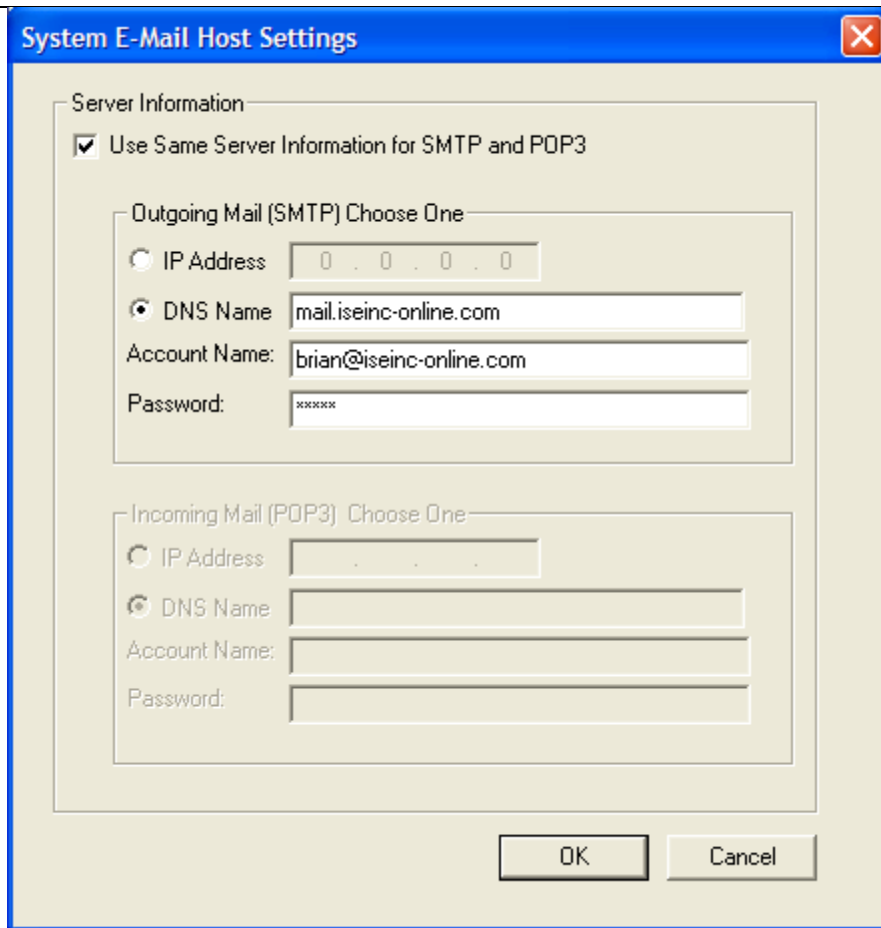 System E-Mail Host Settings
Server Information
Use Same Server Information for SMTP and POP3
Outgoing Mail (SMTP) Choose One
IP Address 0 . 0 . 0 . 0
DNS Name mail.iseinc-online.com
Account Name: brian@iseinc-online.com
Password: *****
Incoming Mail (POP3) Choose One
IP Address . . .
DNS Name
Account Name:
Password:
OK Cancel